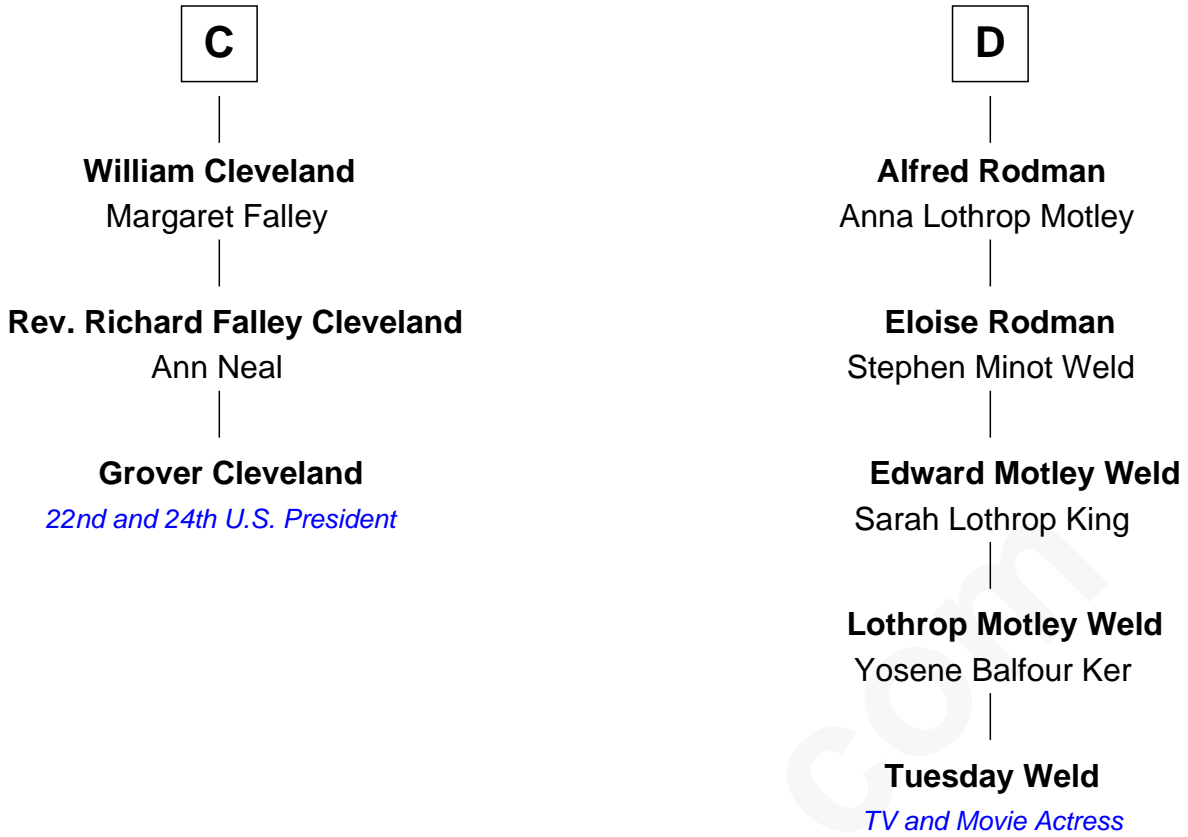 C
William Cleveland
Margaret Falley
Rev. Richard Falley Cleveland
Ann Neal
Grover Cleveland
22nd and 24th U.S. President
D
Alfred Rodman
Anna Lothrop Motley
Eloise Rodman
Stephen Minot Weld
Edward Motley Weld
Sarah Lothrop King
Lothrop Motley Weld
Yosene Balfour Ker
Tuesday Weld
TV and Movie Actress
com